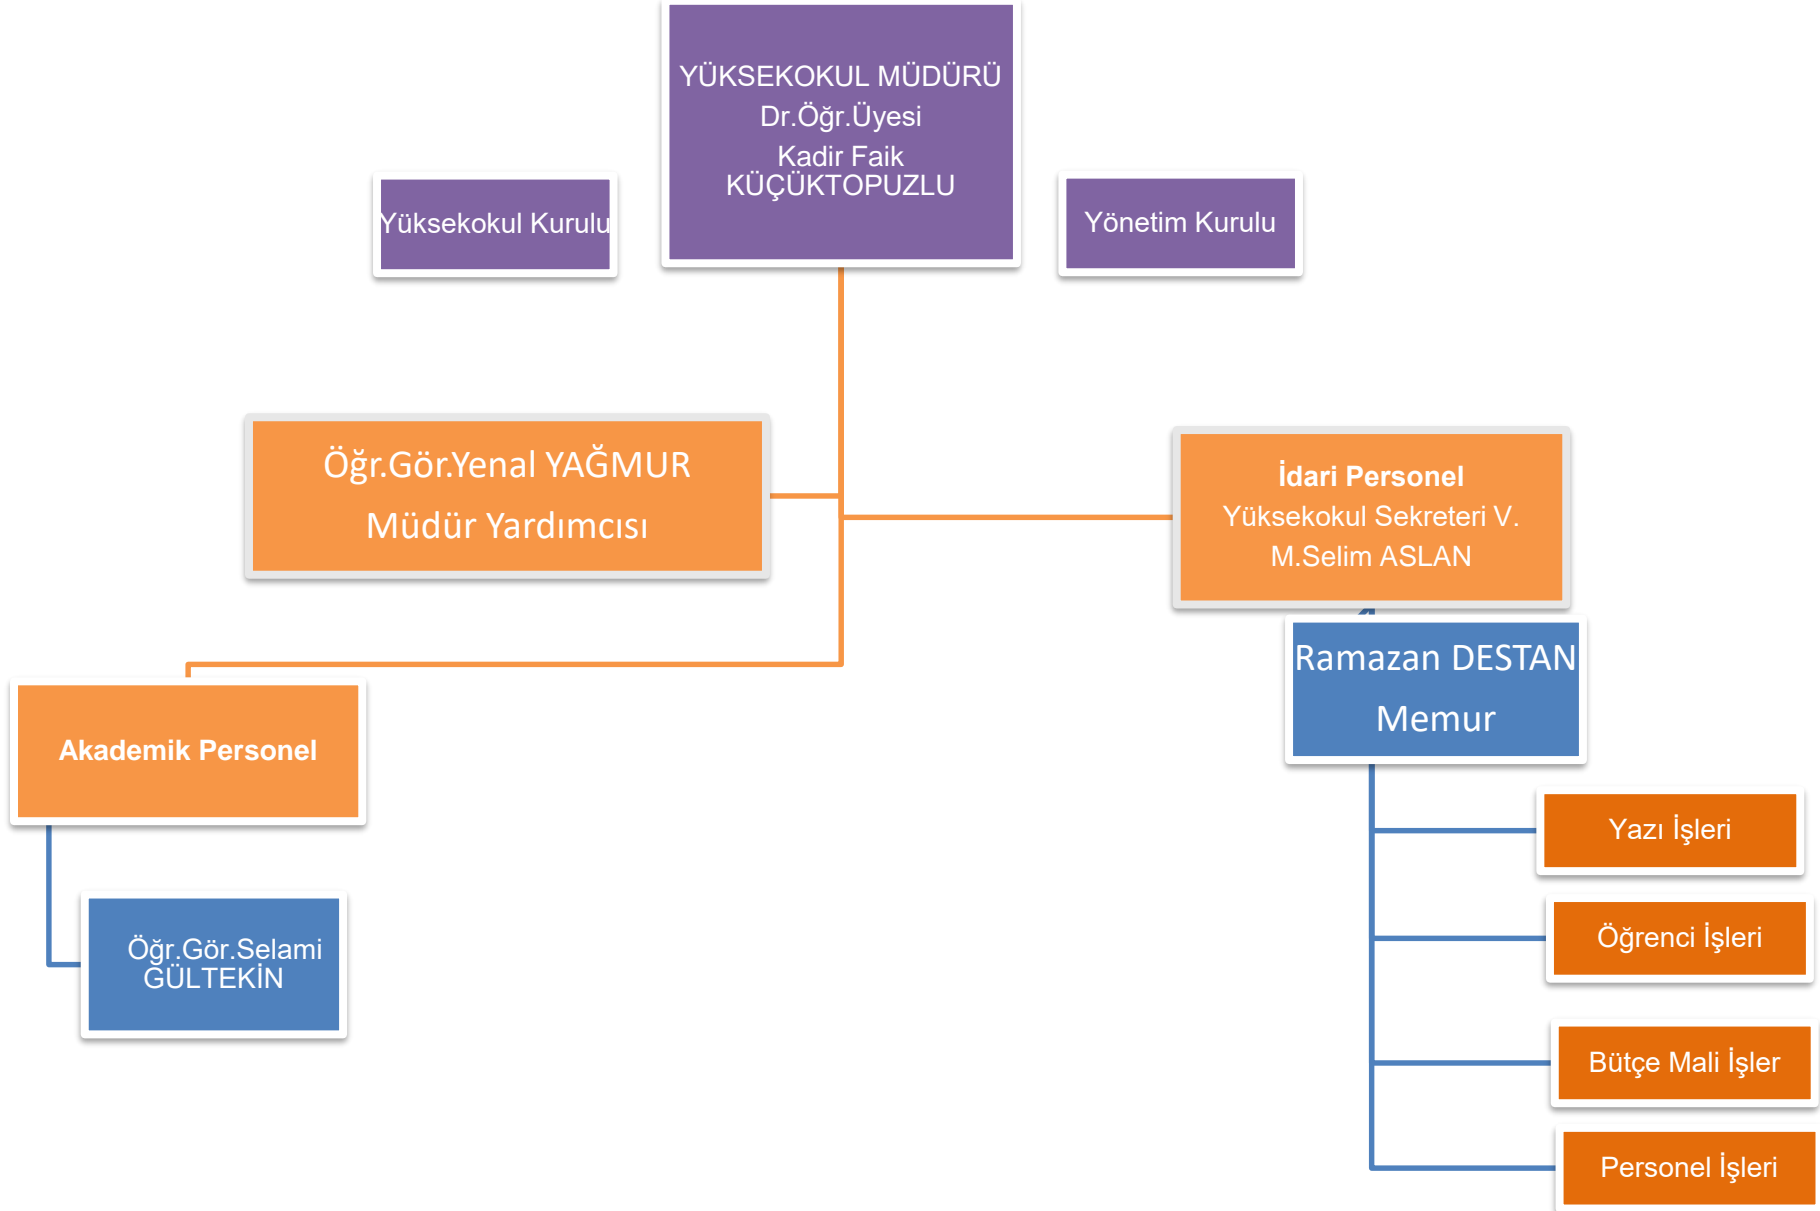 YÜKSEKOKUL MÜDÜRÜ
Dr.Öğr.Üyesi
Kadir Faik
KÜÇÜKTOPUZLU
Yüksekokul Kurulu
Yönetim Kurulu
Öğr.Gör.Yenal YAĞMUR
Müdür Yardımcısı
İdari Personel
Yüksekokul Sekreteri V.
M.Selim ASLAN
Ramazan DESTAN
Memur
Akademik Personel
Öğr.Gör.Selami
GÜLTEKİN
Yazı İşleri
Öğrenci İşleri
Bütçe Mali İşler
Personel İşleri